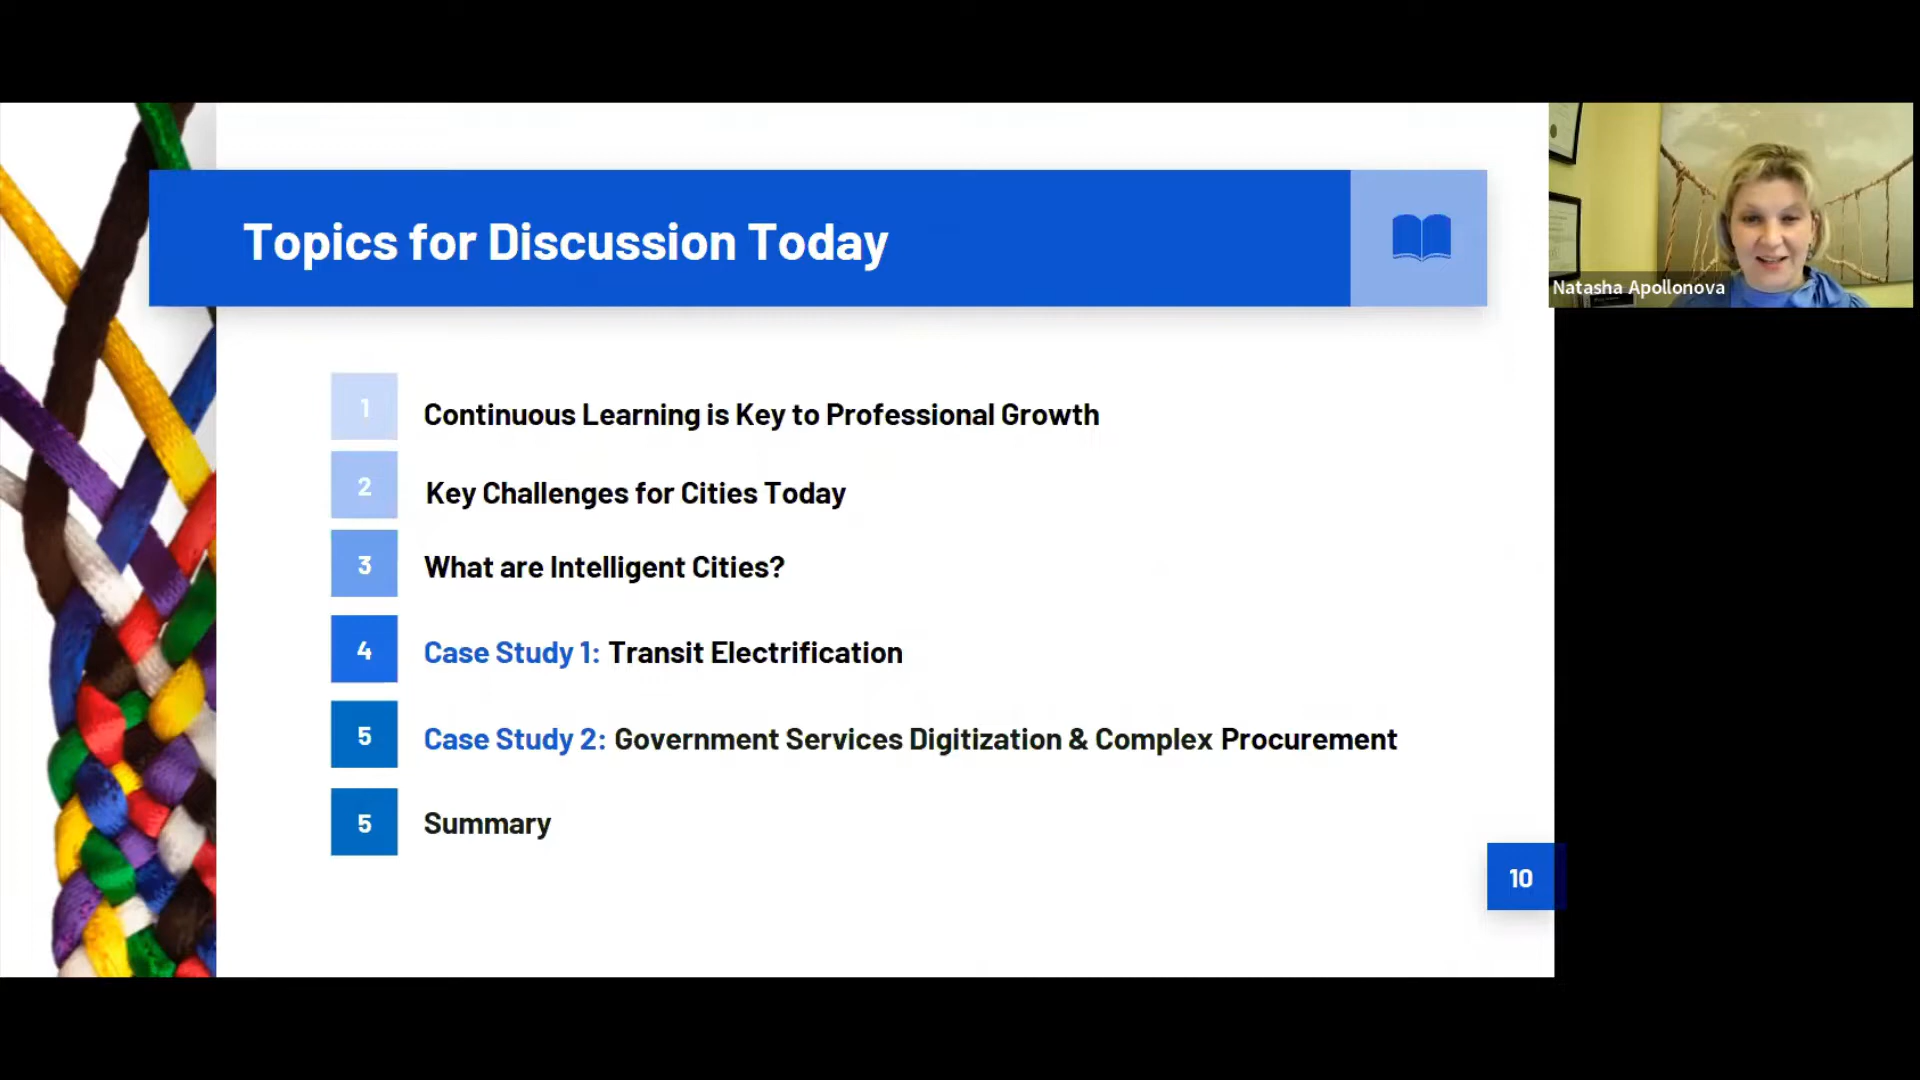 Topics for Discussion Today
Natasha Apollonova
1 Continuous Learning is Key to Professional Growth
2 Key Challenges for Cities Today
3 What are Intelligent Cities?
4 Case Study 1: Transit Electrification
5 Case Study 2: Government Services Digitization & Complex Procurement
5 Summary
10